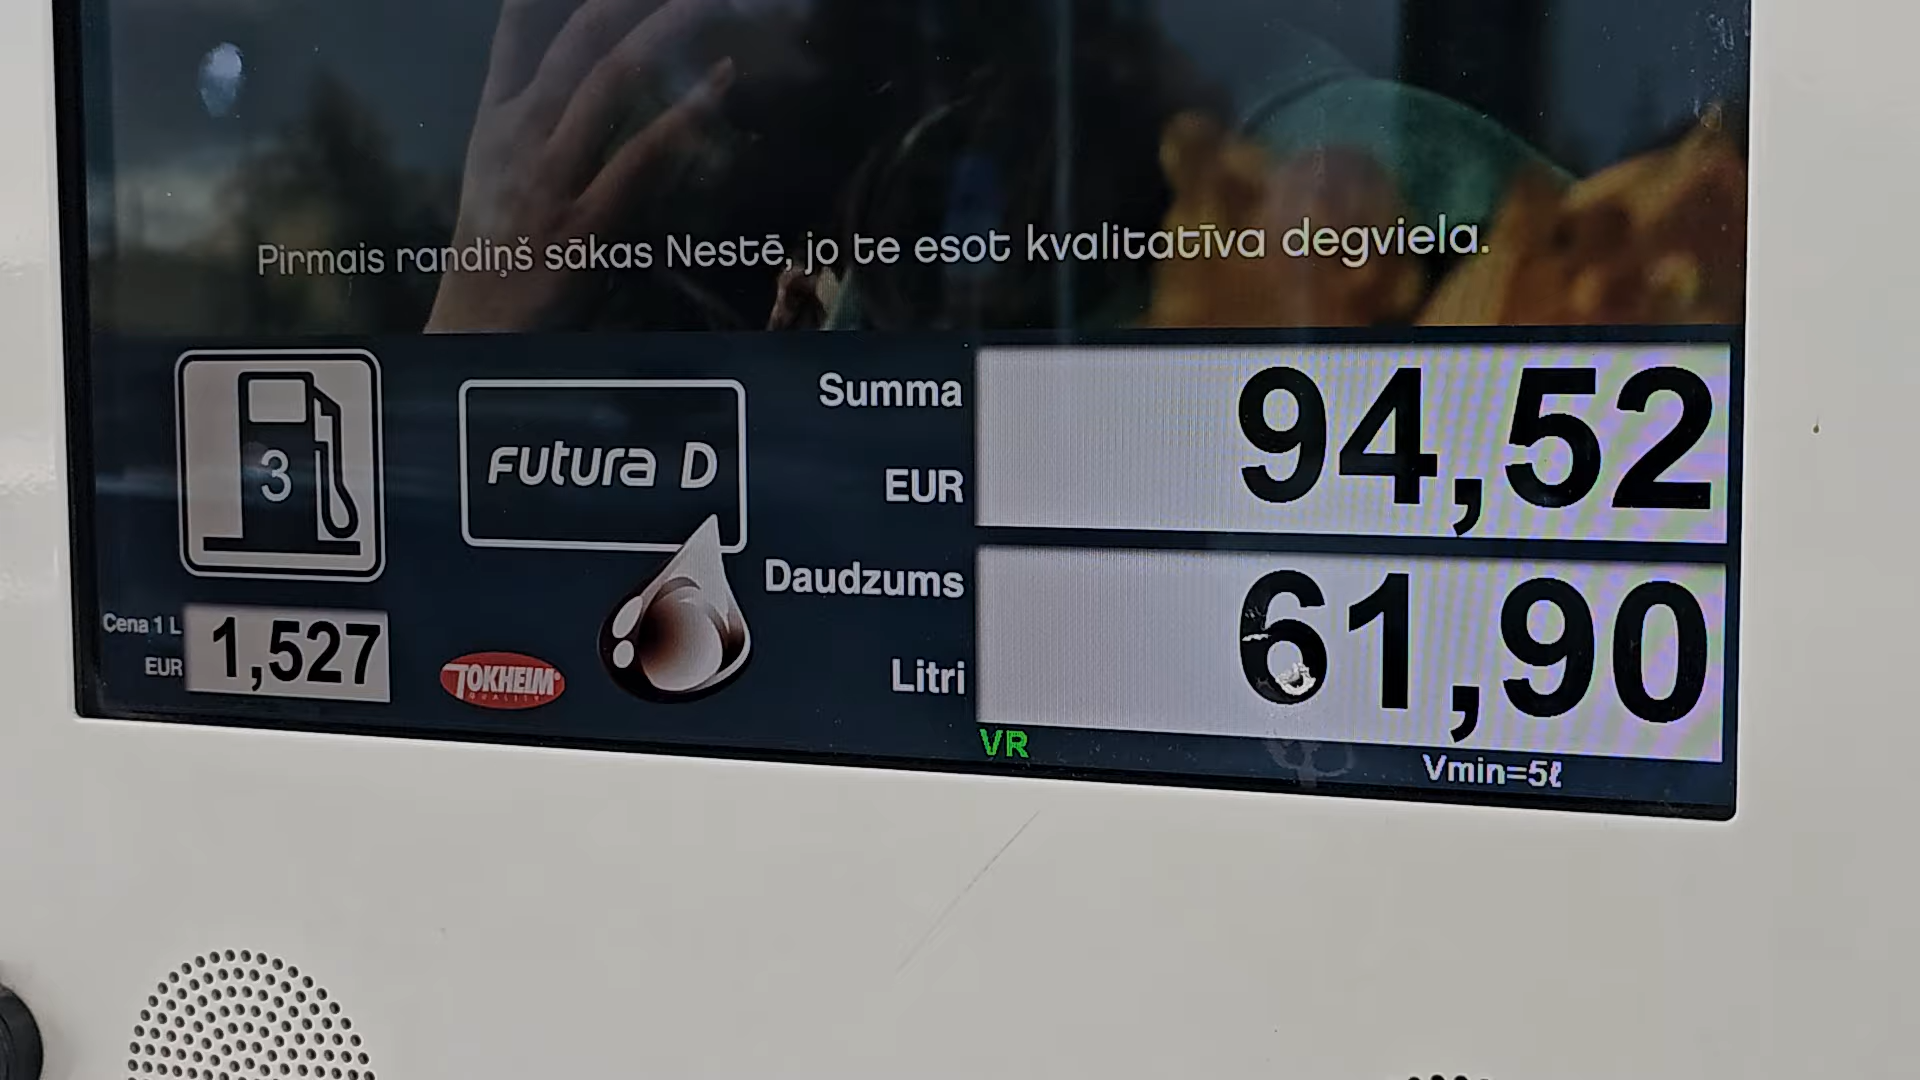 Pirmais randiņš sākas Nestē, jo te esot kvalitatīva degviela.
3
Futura D
Summa
EUR
94,52
Daudzums
Litri
61,90
Cena 1 L
EUR
1,527
TOKHEIM
QUALITY
VR
Vmin=5ℓ